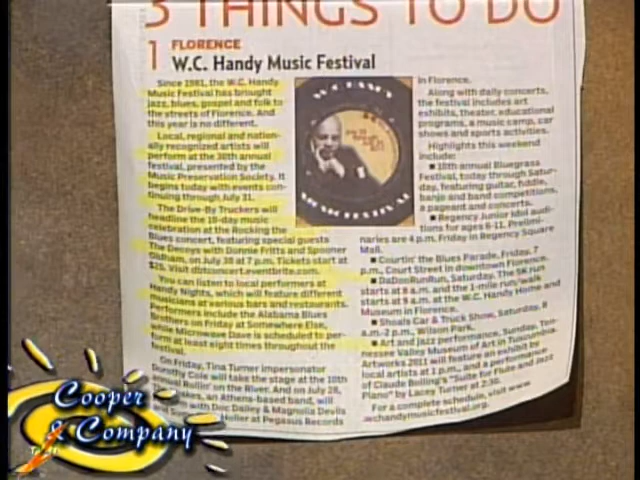 3 THINGS TO DO
1 FLORENCE
W.C. Handy Music Festival
Since 1981, the W.C. Handy
Music Festival has brought
jazz, blues, gospel and folk to
the streets of Florence. And
this year is no different.
Local, regional and nation-
ally recognized artists will
perform at the 30th annual
festival, presented by the
Music Preservation Society. It
begins today with events con-
tinuing through July 31.
The Drive-By Truckers will
headline the 10-day music
celebration at the Rocking the
Blues concert, featuring special guests
The Decoys with Donnie Fritts and Spooner
Oldham, on July 30 at 7 p.m. Tickets start at
$25. Visit dbtconcert.eventbrite.com.
You can listen to local performers at
Handy Nights, which will feature different
musicians at various bars and restaurants.
Performers include the Alabama Blues
Brothers on Friday at Somewhere Else,
while Microwave Dave is scheduled to per-
form at least eight times throughout the
festival.
On Friday, Tina Turner impersonator
Dorothy Cole will take the stage at the 10th
annual Rollin' on the River. And on July 28,
an Athens-based band, will
with Doc Dailey & Magnolia Devils
at Pegasus Records
W.C. HANDY
MUSIC FESTIVAL
in Florence.
Along with daily concerts,
the festival includes art
exhibits, theater, educational
programs, a music camp, car
shows and sports activities.
Highlights this weekend
include:
■ 10th annual Bluegrass
Festival, today through Satur-
day, featuring guitar, fiddle,
banjo and band competitions,
a pageant and concerts.
■ Regency Junior Idol audi-
tions for ages 6-11. Prelimi-
naries are 4 p.m. Friday in Regency Square
Mall.
■ Courtin' the Blues Parade, Friday, 7
p.m., Court Street in downtown Florence.
■ DaDooRunRun, Saturday. The 5K run
starts at 8 and the 1-mile run/walk
starts at 9 a.m. at the W.C. Handy Home and
Museum in Florence.
■ Shoals Car & Truck Show, Saturday, 8
a.m.-2 p.m., Wilson Park.
■ Art and jazz performance, Sunday, Ten-
nessee Valley Museum of Art in Tuscumbia.
Artworks 2011 will feature an exhibit by
local artists at 1 p.m., and a performance
of Claude Bolling's "Suite for Flute and Jazz
Piano" by Lacey Turner at 2:30.
For a complete schedule, visit www
.wchandymusicfestival.org.
Cooper
& Company